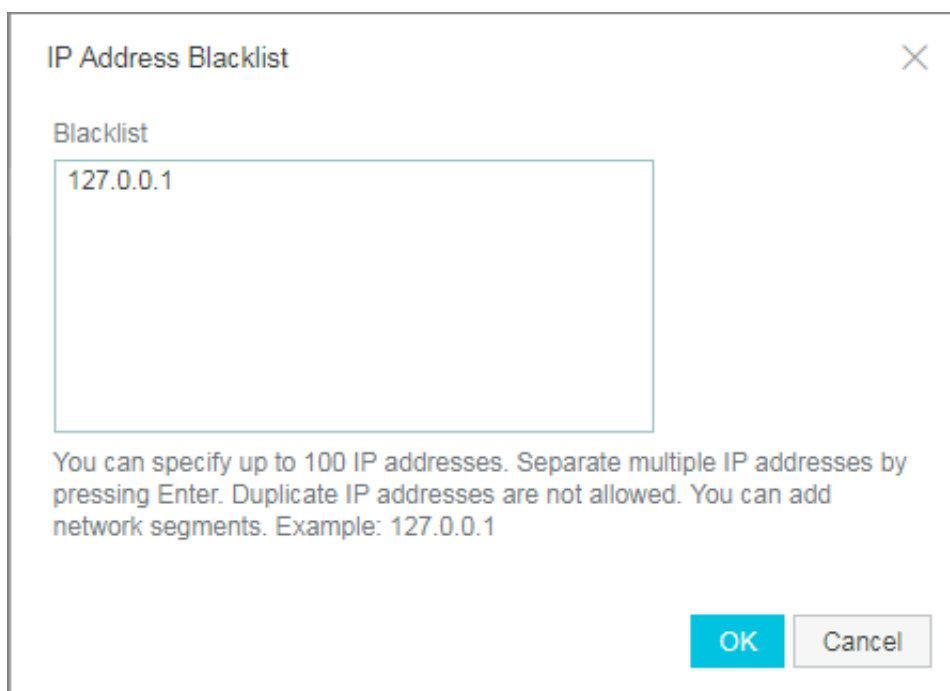 IP Address Blacklist
Blacklist
127.0.0.1
You can specify up to 100 IP addresses. Separate multiple IP addresses by
pressing Enter. Duplicate IP addresses are not allowed. You can add
network segments. Example: 127.0.0.1
OK Cancel